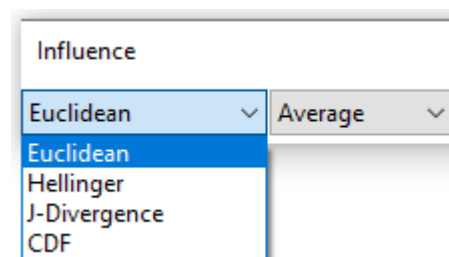 Influence
Euclidean Average
Euclidean
Hellinger
J-Divergence
CDF